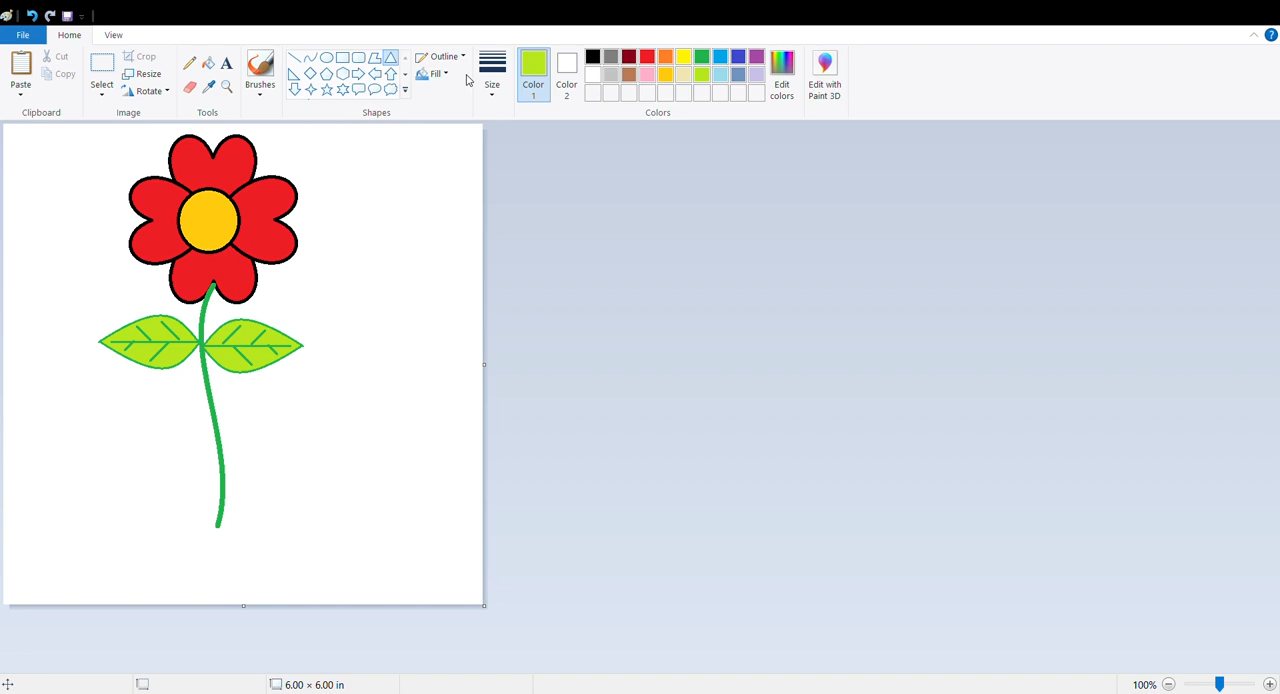 File Home View ?
Paste Cut Copy Clipboard
Select Crop Resize Rotate Image
A Tools
Brushes
Outline Fill Shapes
Size
Color 1
Color 2
Edit colors
Colors
Edit with Paint 3D
6.00 × 6.00 in
100%